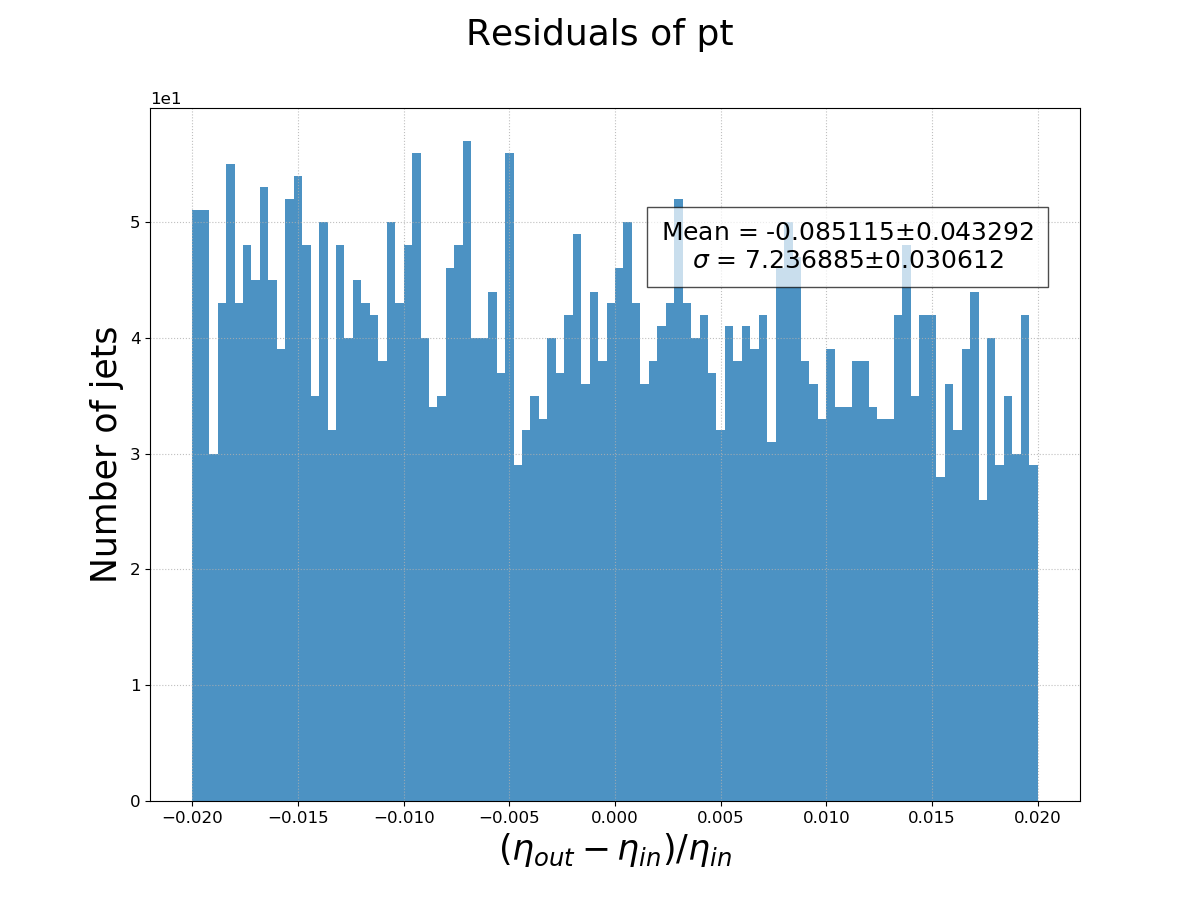 Residuals of pt
1e1
Mean = -0.085115±0.043292
σ = 7.236885±0.030612
5
4
3
2
1
0
Number of jets
−0.020 −0.015 −0.010 −0.005 0.000 0.005 0.010 0.015 0.020
(η_out − η_in)/η_in